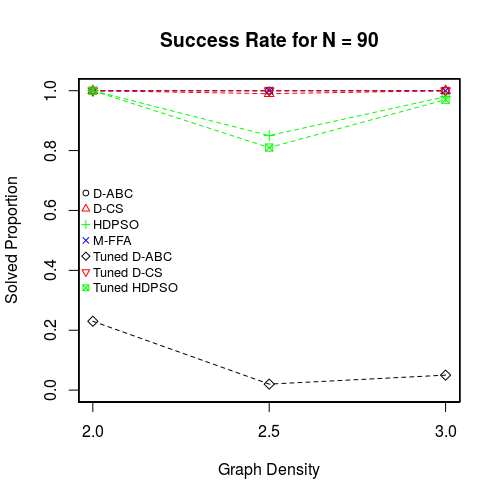 Success Rate for N = 90
Solved Proportion
1.0
0.8
0.6
0.4
0.2
0.0
D-ABC
D-CS
HDPSO
M-FFA
Tuned D-ABC
Tuned D-CS
Tuned HDPSO
2.0 2.5 3.0
Graph Density